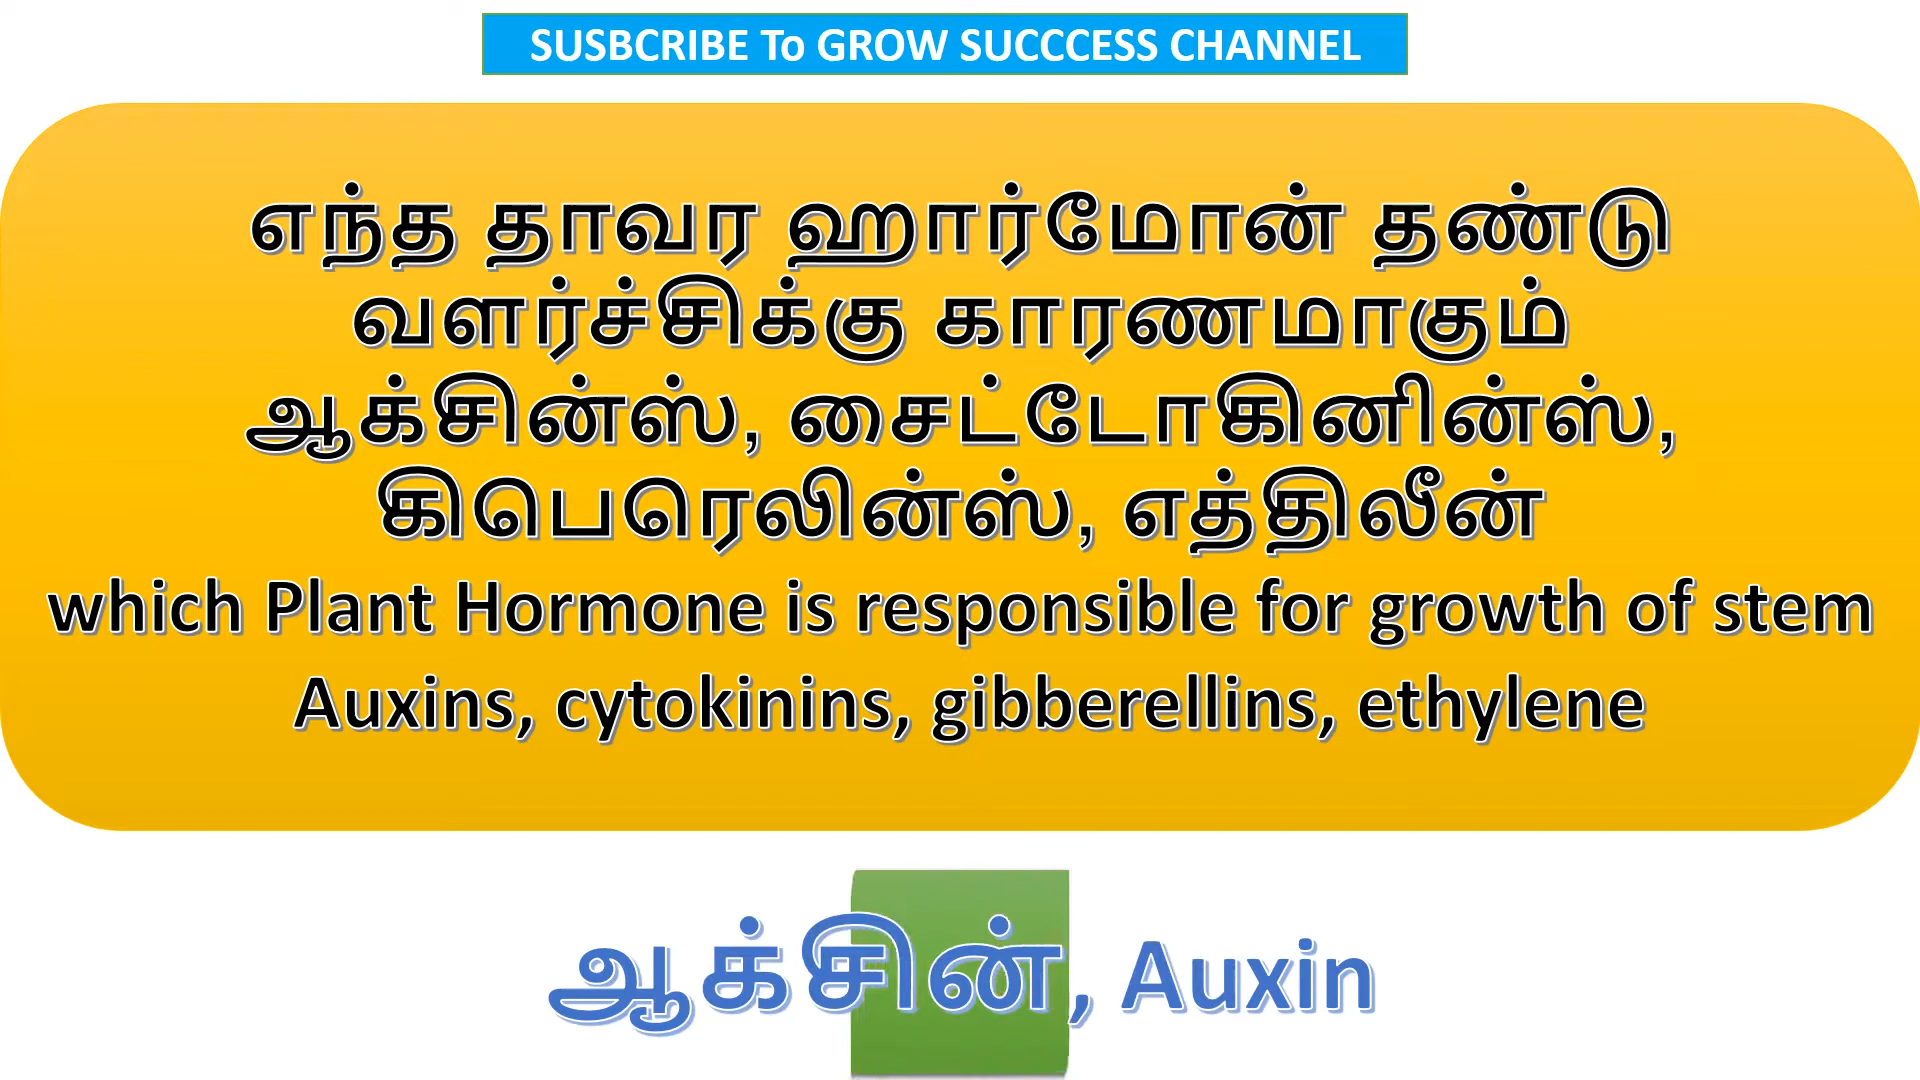 SUSBCRIBE To GROW SUCCCESS CHANNEL
எந்த தாவர ஹார்மோன் தண்டு
வளர்ச்சிக்கு காரணமாகும்
ஆக்சின்ஸ், சைட்டோகினின்ஸ்,
கிபெரெலின்ஸ், எத்திலீன்
which Plant Hormone is responsible for growth of stem
Auxins, cytokinins, gibberellins, ethylene
ஆக்சின், Auxin